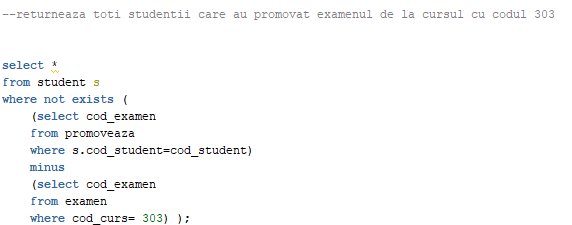 --returneaza toti studentii care au promovat examenul de la cursul cu codul 303
select *
from student s
where not exists (
(select cod_examen
from promoveaza
where s.cod_student=cod_student)
minus
(select cod_examen
from examen
where cod_curs= 303) );